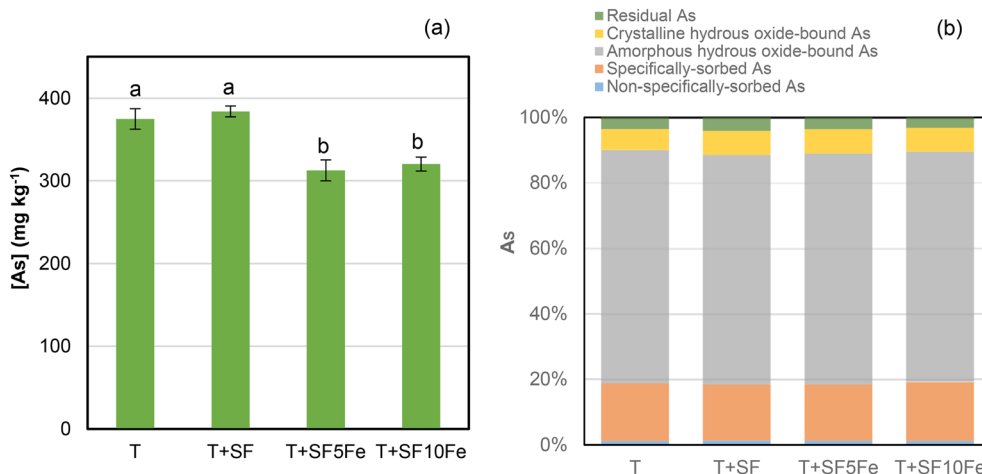 (a)
[As] (mg kg⁻¹)
400
300
200
100
0
a
a
b
b
T
T+SF
T+SF5Fe
T+SF10Fe
Residual As
Crystalline hydrous oxide-bound As
Amorphous hydrous oxide-bound As
Specifically-sorbed As
Non-specifically-sorbed As
(b)
As
100%
80%
60%
40%
20%
0%
T
T+SF
T+SF5Fe
T+SF10Fe